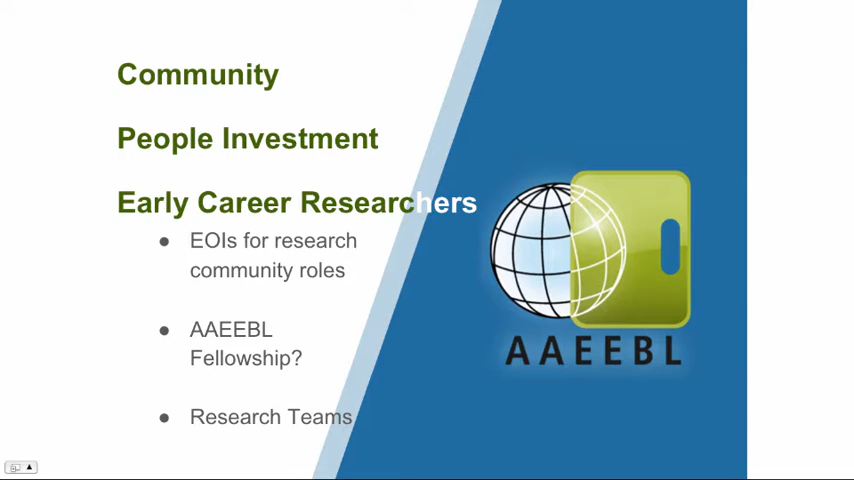 Community
People Investment
Early Career Researchers
● EOIs for research
community roles
● AAEEBL
Fellowship?
● Research Teams
AAEEBL